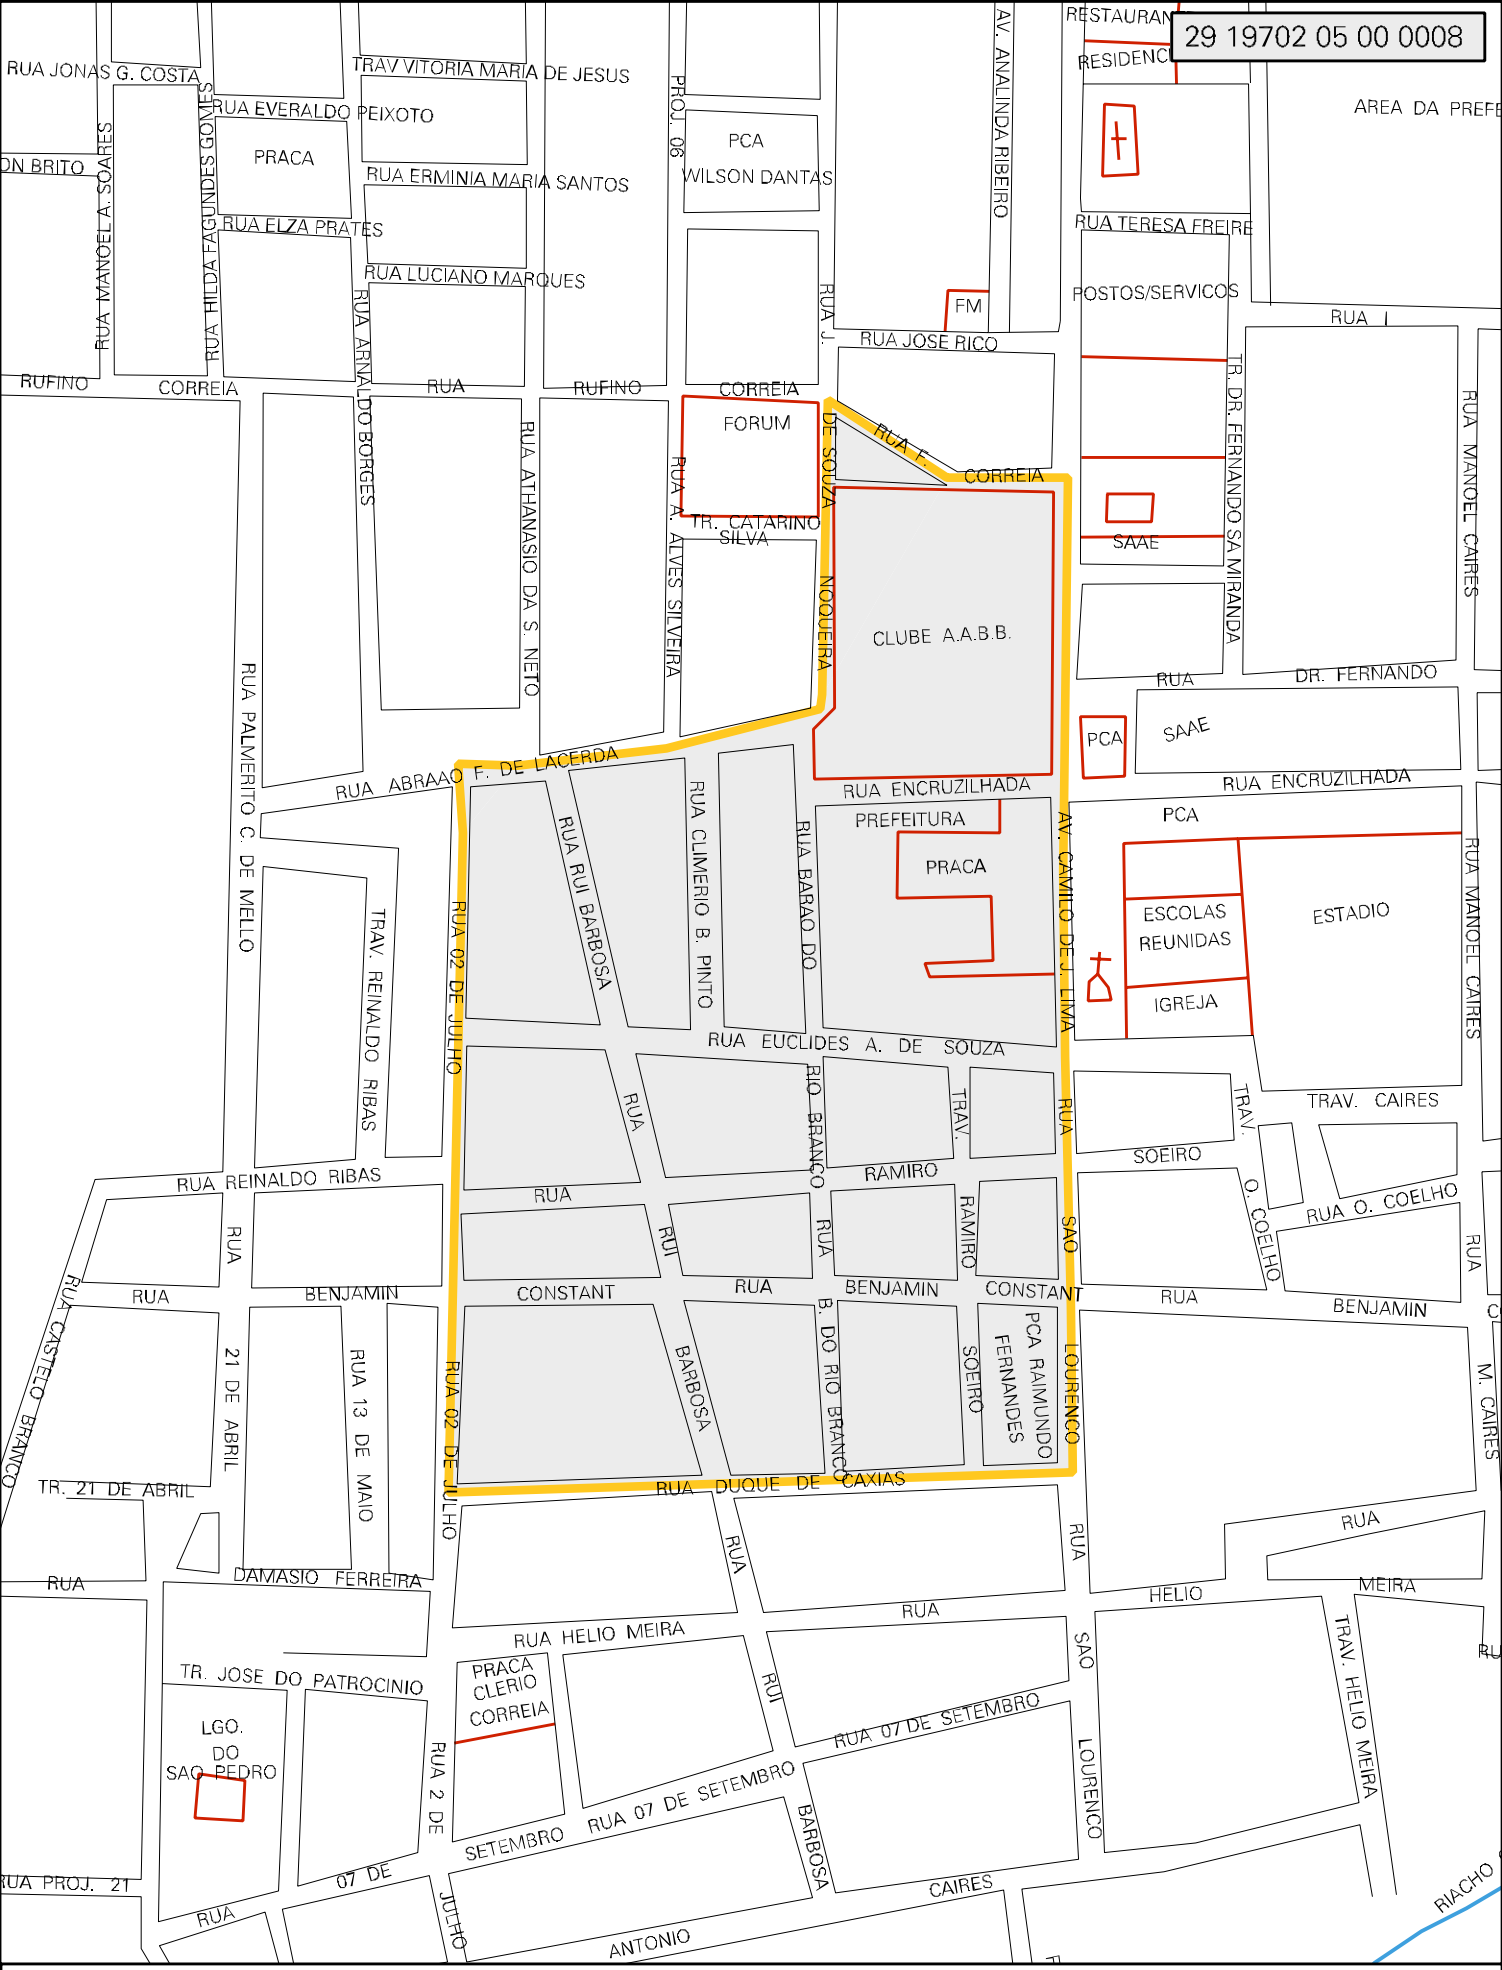 RESTAURAN
29 19702 05 00 0008
RESIDENC
AREA DA PREFE
RUA JONAS G. COSTA
TRAV VITORIA MARIA DE JESUS
RUA EVERALDO PEIXOTO
PRACA
ON BRITO
RUA ERMINIA MARIA SANTOS
RUA ELZA PRATES
RUA LUCIANO MARQUES
RUA MANOEL A. SOARES
RUA HILDA FAGUNDES GOMES
RUA ARNALDO BORGES
PROJ. 06
PCA
WILSON DANTAS
AV. ANALINDA RIBEIRO
RUA TERESA FREIRE
POSTOS/SERVICOS
FM
RUA I
RUA JOSE RICO
RUA J.
DE SOUZA
NOQUEIRA
RUFINO
CORREIA
RUA
RUFINO
CORREIA
FORUM
RUA F.
CORREIA
TR. CATARINO
SILVA
RUA ATHANASIO DA S. NETO
RUA A. ALVES SILVEIRA
TR. DR. FERNANDO SA MIRANDA
RUA MANOEL CAIRES
SAAE
CLUBE A.A.B.B.
RUA
DR. FERNANDO
PCA
SAAE
RUA PALMERITO C. DE MELLO
RUA ABRAAO F. DE LACERDA
RUA ENCRUZILHADA
RUA ENCRUZILHADA
PREFEITURA
PRACA
PCA
RUA RUI BARBOSA
RUA CLIMERIO B. PINTO
RUA BARAO DO
RIO BRANCO
AV. CAMILO DE J. LIMA
ESCOLAS
REUNIDAS
IGREJA
ESTADIO
RUA MANOEL CAIRES
TRAV. REINALDO RIBAS
RUA 02 DE JULHO
RUA EUCLIDES A. DE SOUZA
TRAV. CAIRES
RUA
TRAV.
RUA
TRAV.
O. COELHO
SOEIRO
RAMIRO
RUA
RUA REINALDO RIBAS
RUA O. COELHO
RUA
RUI
RUA
RAMIRO
SAO
RUA
RUA
BENJAMIN
CONSTANT
RUA
BENJAMIN
CONSTANT
RUA
BENJAMIN
C
RUA CASTELO BRANCO
21 DE ABRIL
RUA 13 DE MAIO
RUA 02 DE JULHO
BARBOSA
B. DO RIO BRANCO
SOEIRO
PCA RAIMUNDO
FERNANDES
LOURENCO
M. CAIRES
TR. 21 DE ABRIL
RUA DUQUE DE CAXIAS
RUA
RUA
RUA
RUA
DAMASIO FERREIRA
HELIO
MEIRA
RUA
RUA HELIO MEIRA
SAO
TRAV. HELIO MEIRA
RU
PRACA
CLERIO
CORREIA
TR. JOSE DO PATROCINIO
RUI
RUA 07 DE SETEMBRO
LGO.
DO
SAO PEDRO
RUA 2 DE
JULHO
LOURENCO
RUA 07 DE SETEMBRO
BARBOSA
SETEMBRO
07 DE
RUA
RUA PROJ. 21
CAIRES
ANTONIO
RIACHO